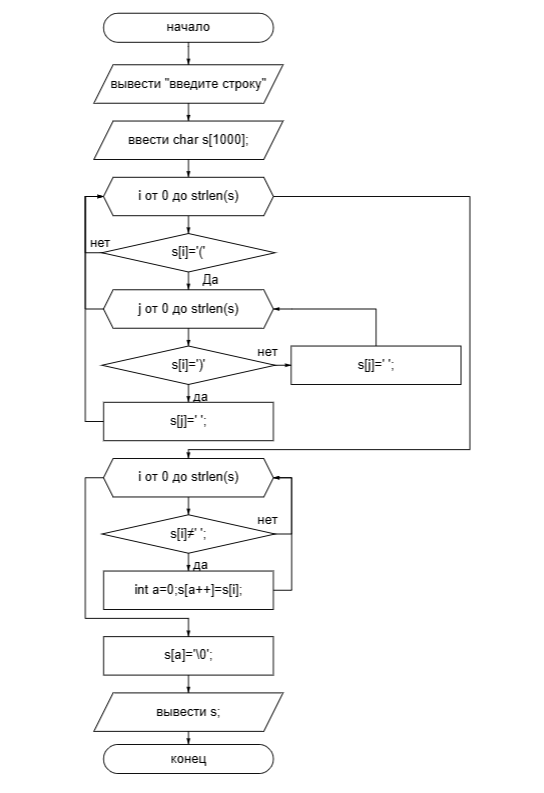 начало
вывести "введите строку"
ввести char s[1000];
i от 0 до strlen(s)
нет
s[i]='('
Да
j от 0 до strlen(s)
нет
s[i]=')'
s[j]=' ';
да
s[j]=' ';
i от 0 до strlen(s)
нет
s[i]≠' ';
да
int a=0;s[a++]=s[i];
s[a]='\0';
вывести s;
конец